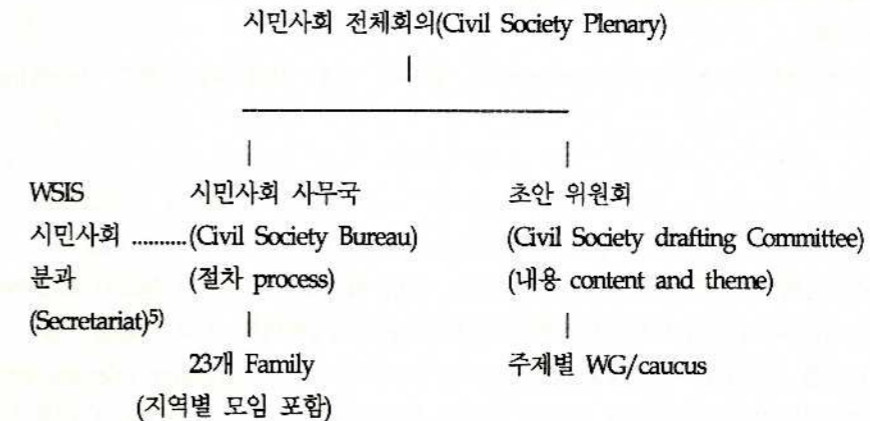 시민사회 전체회의(Civil Society Plenary)
WSIS 시민사회 사무국 초안 위원회
시민사회 ..........(Civil Society Bureau) (Civil Society drafting Committee)
분과 (절차 process) (내용 content and theme)
(Secretariat)5)
23개 Family 주제별 WG/caucus
(지역별 모임 포함)